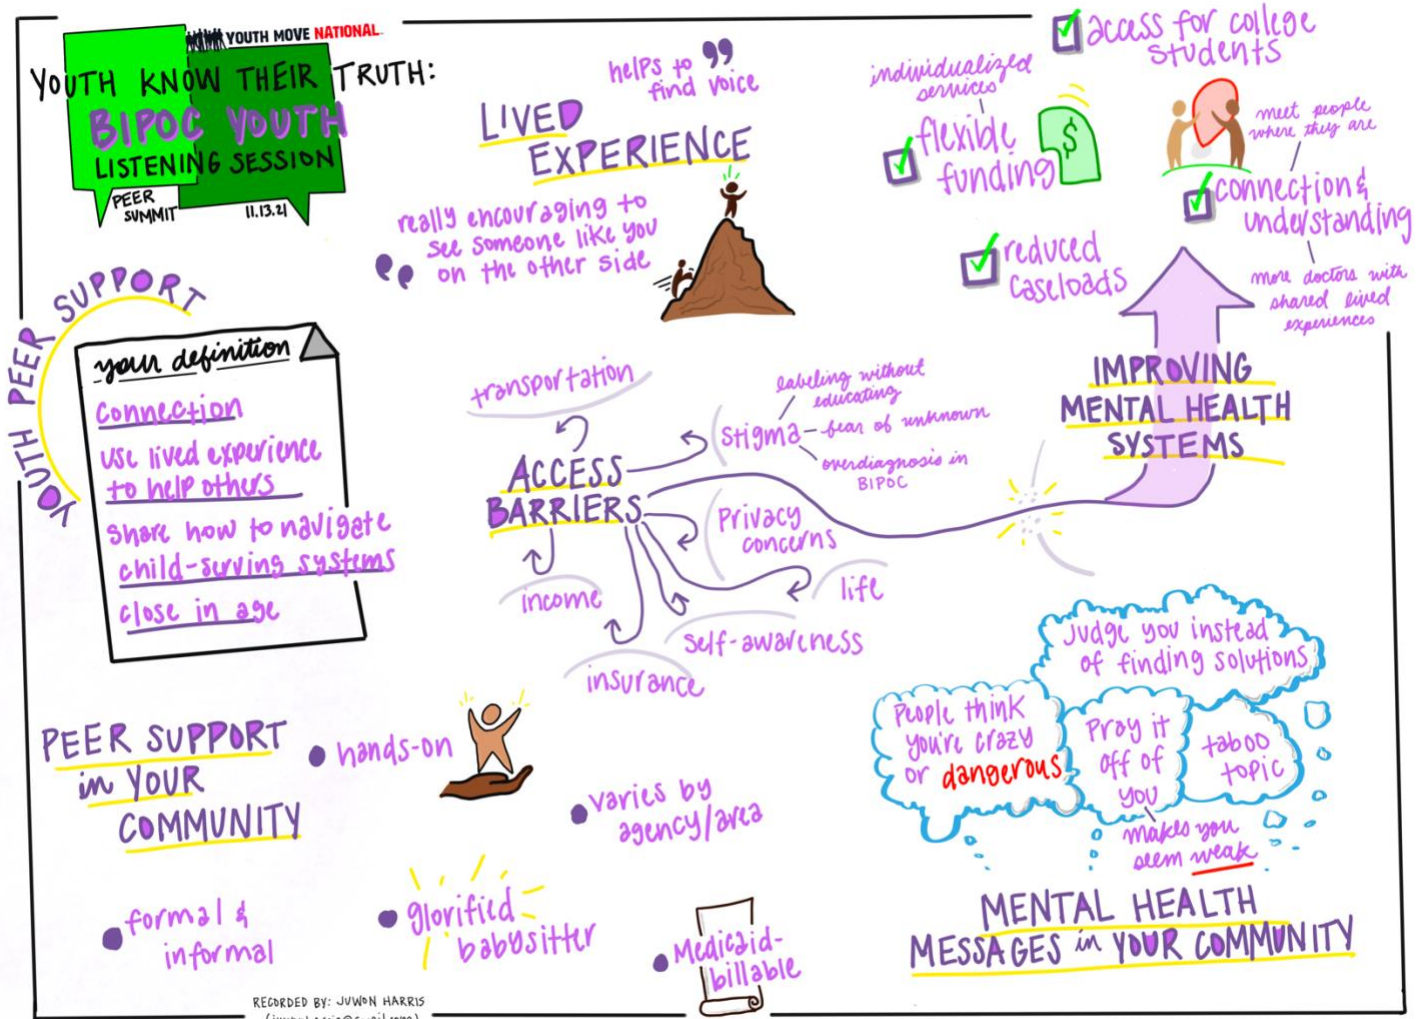 YOUTH MOVE NATIONAL
YOUTH KNOW THEIR TRUTH:
BIPOC YOUTH
LISTENING SESSION
PEER
SUMMIT
11.13.21
LIVED
EXPERIENCE
helps to
find voice
really encouraging to
see someone like you
on the other side
individualized
services
flexible
funding
$
access for college
students
meet people
where they are
connection &
understanding
more doctors with
shared lived
experiences
reduced
caseloads
IMPROVING
MENTAL HEALTH
SYSTEMS
YOUTH PEER SUPPORT
your definition
connection
use lived experience
to help others
share how to navigate
child-serving systems
close in age
ACCESS
BARRIERS
transportation
stigma
labeling without
educating
fear of unknown
overdiagnosis in
BIPOC
Privacy
concerns
life
self-awareness
insurance
income
PEER SUPPORT
in YOUR
COMMUNITY
hands-on
varies by
agency/area
formal &
informal
glorified
babysitter
Medicaid-
billable
Judge you instead
of finding solutions
People think
you're crazy
or dangerous
Pray it
off of
you
makes you
seem weak
taboo
topic
MENTAL HEALTH
MESSAGES in YOUR COMMUNITY
RECORDED BY: JUWON HARRIS